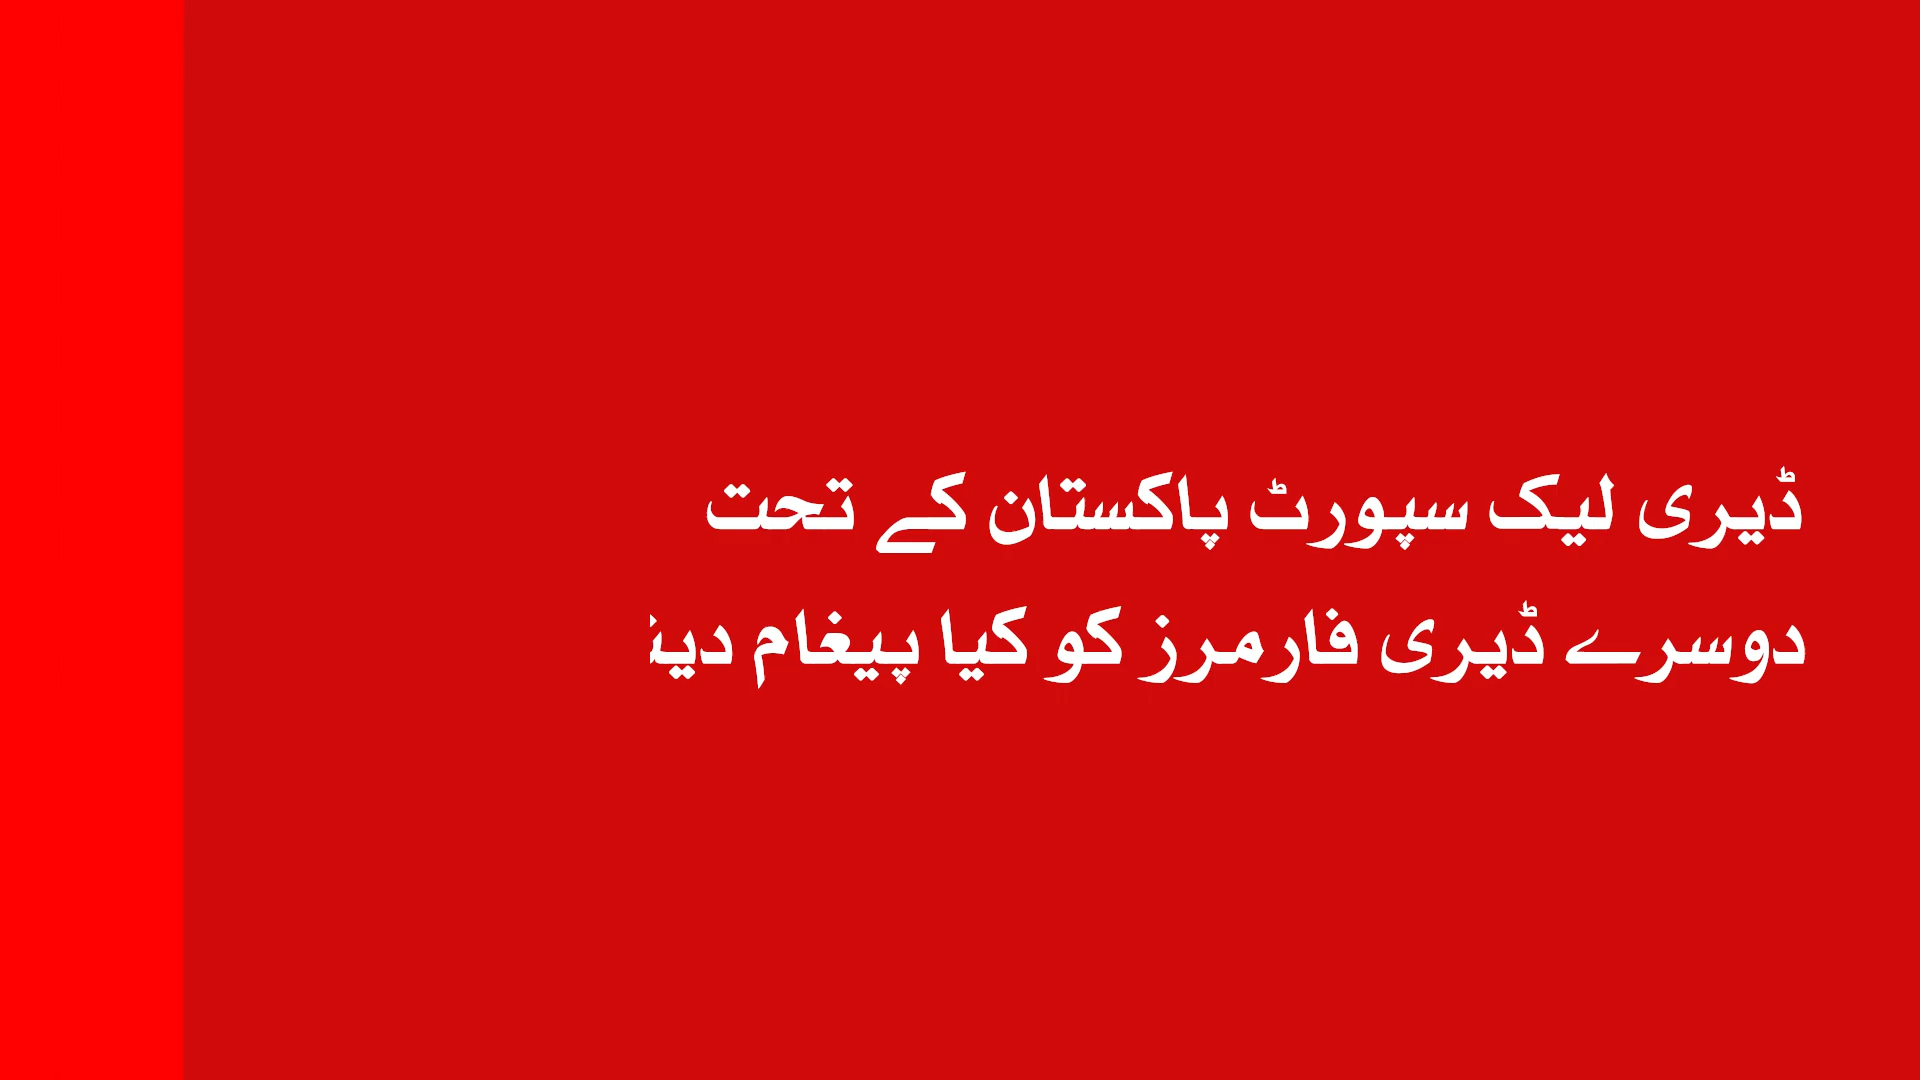 ڈیری لیک سپورٹ پاکستان کے تحت
دوسرے ڈیری فارمرز کو کیا پیغام